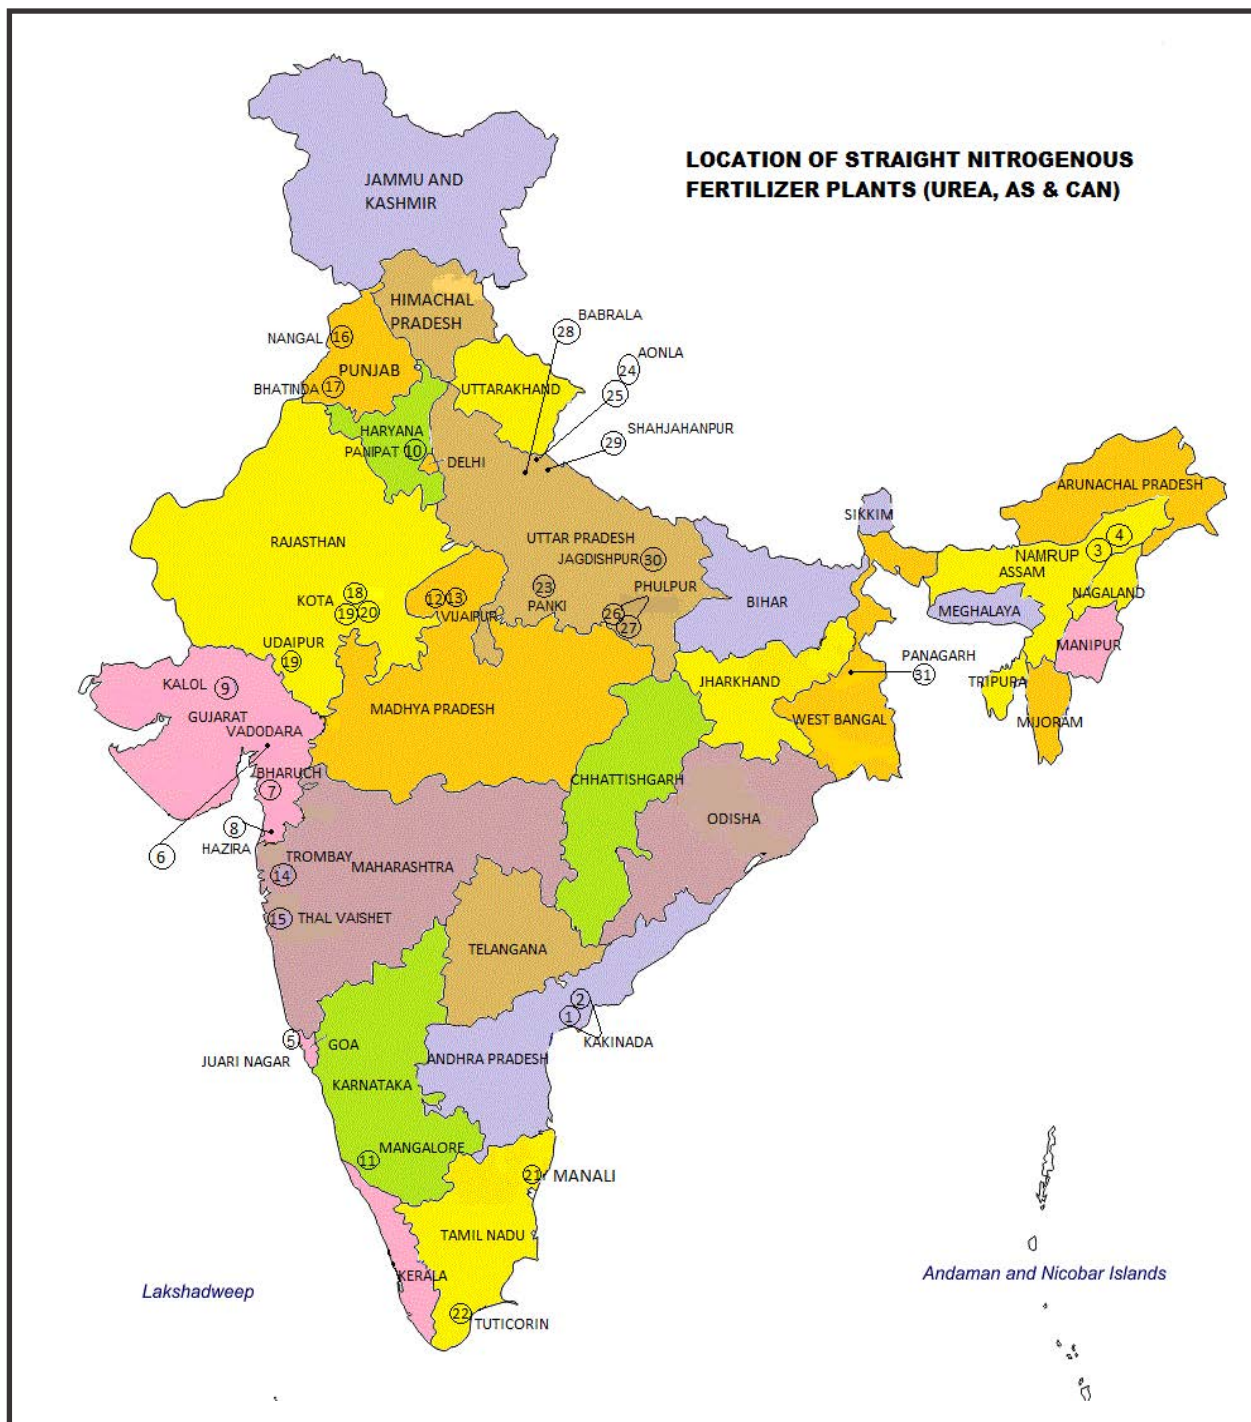 LOCATION OF STRAIGHT NITROGENOUS
FERTILIZER PLANTS (UREA, AS & CAN)
JAMMU AND
KASHMIR
HIMACHAL
PRADESH
BABRALA
28
NANGAL 16
AONLA
24
PUNJAB
25
BHATINDA 17
UTTARAKHAND
SHAHJAHANPUR
29
HARYANA
PANIPAT 10
DELHI
ARUNACHAL PRADESH
SIKKIM
RAJASTHAN
UTTAR PRADESH
4
NAMRUP 3
JAGDISHPUR 30
ASSAM
PHULPUR
23
PANKI
18
KOTA
19 20
12 13
VIJAIPUR
26
27
BIHAR
NAGALAND
MEGHALAYA
UDAIPUR
19
MANIPUR
PANAGARH
31
KALOL 9
JHARKHAND
TRIPURA
GUJARAT
VADODARA
MADHYA PRADESH
WEST BANGAL
MIJORAM
BHARUCH
7
CHHATTISHGARH
ODISHA
8
HAZIRA
6
TROMBAY
14
MAHARASHTRA
15 THAL VAISHET
TELANGANA
2
1
KAKINADA
5
GOA
JUARI NAGAR
ANDHRA PRADESH
KARNATAKA
MANGALORE
11
21 MANALI
TAMIL NADU
KERALA
Lakshadweep
Andaman and Nicobar Islands
22
TUTICORIN